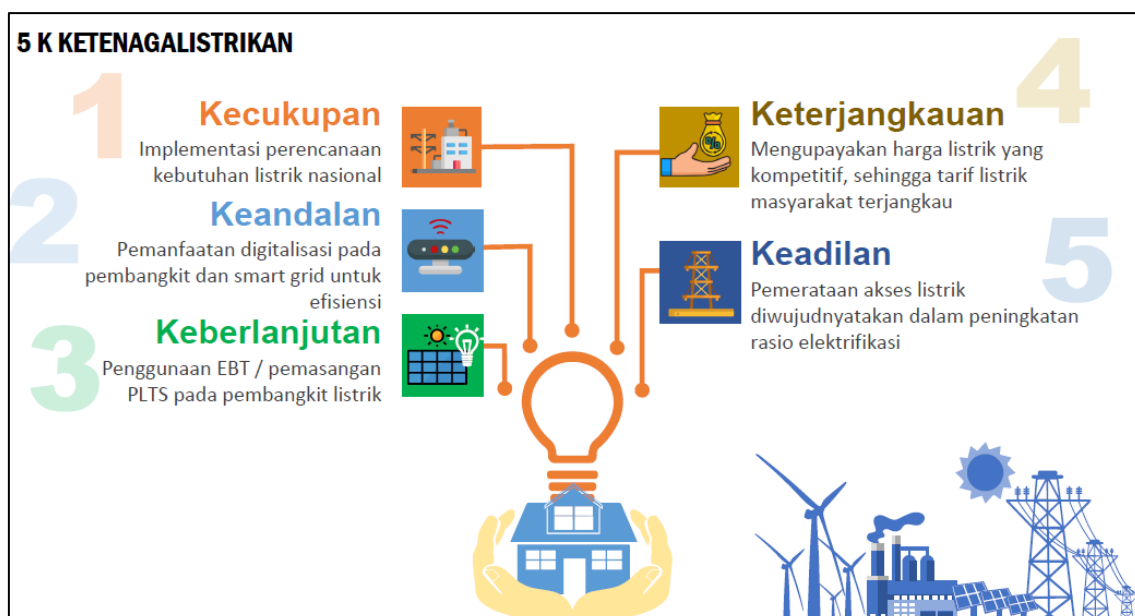 5 K KETENAGALISTRIKAN
1
Kecukupan
Implementasi perencanaan
kebutuhan listrik nasional
2
Keandalan
Pemanfaatan digitalisasi pada
pembangkit dan smart grid untuk
efisiensi
3
Keberlanjutan
Penggunaan EBT / pemasangan
PLTS pada pembangkit listrik
4
Keterjangkauan
Mengupayakan harga listrik yang
kompetitif, sehingga tarif listrik
masyarakat terjangkau
5
Keadilan
Pemerataan akses listrik
diwujudnyatakan dalam peningkatan
rasio elektrifikasi